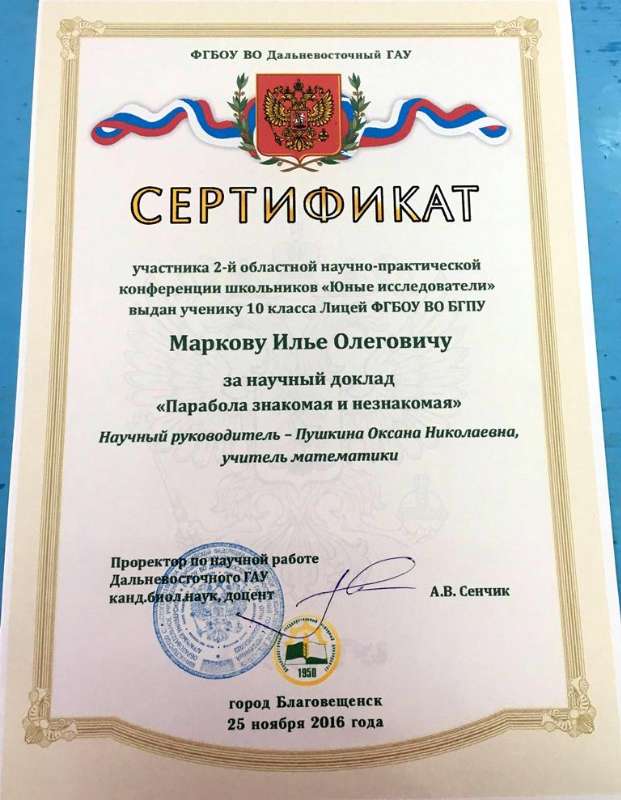 ФГБОУ ВО Дальневосточный ГАУ
СЕРТИФИКАТ
участника 2-й областной научно-практической
конференции школьников «Юные исследователи»
выдан ученику 10 класса Лицей ФГБОУ ВО БГПУ
Маркову Илье Олеговичу
за научный доклад
«Парабола знакомая и незнакомая»
Научный руководитель – Пушкина Оксана Николаевна,
учитель математики
Проректор по научной работе
Дальневосточного ГАУ
канд.биол.наук, доцент
А.В. Сенчик
1950
город Благовещенск
25 ноября 2016 года